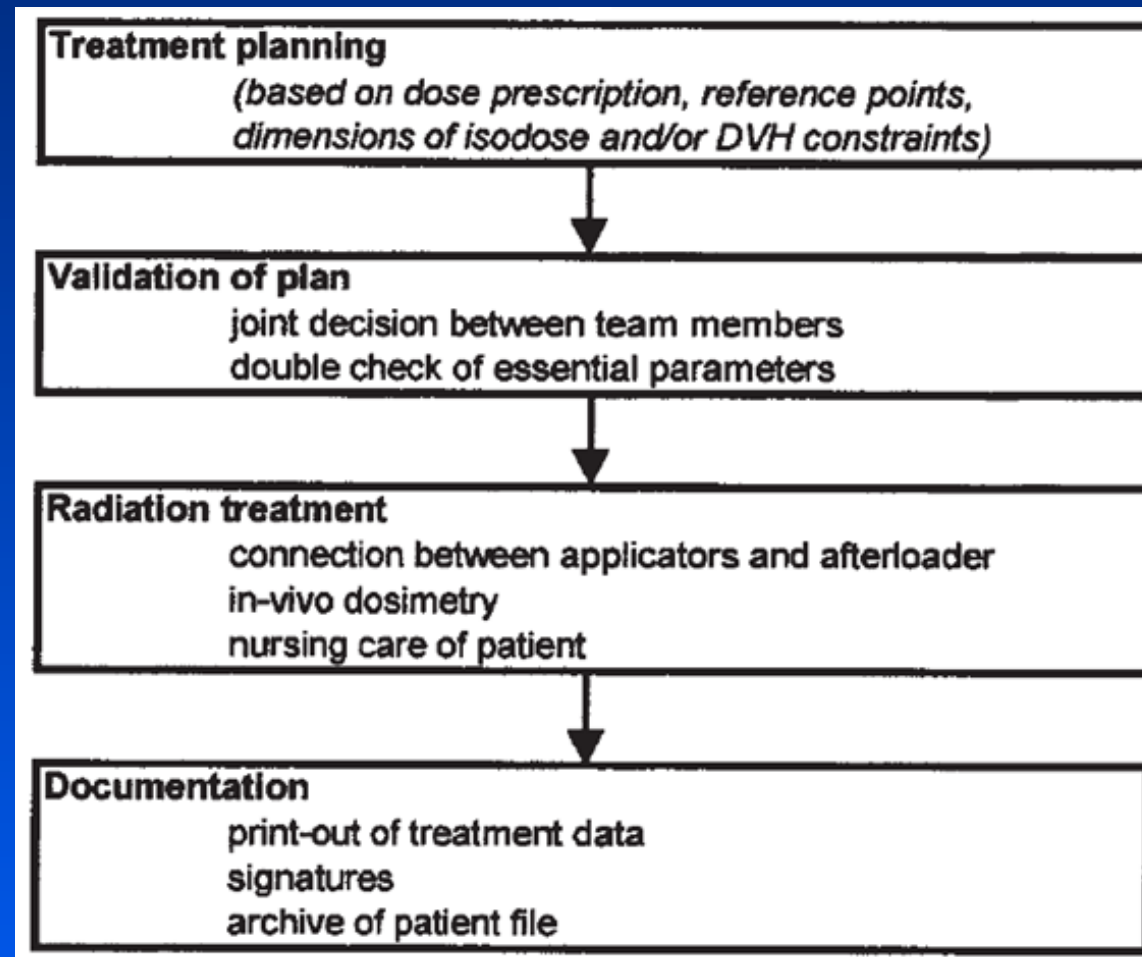 Treatment planning
(based on dose prescription, reference points,
dimensions of isodose and/or DVH constraints)
Validation of plan
joint decision between team members
double check of essential parameters
Radiation treatment
connection between applicators and afterloader
in-vivo dosimetry
nursing care of patient
Documentation
print-out of treatment data
signatures
archive of patient file